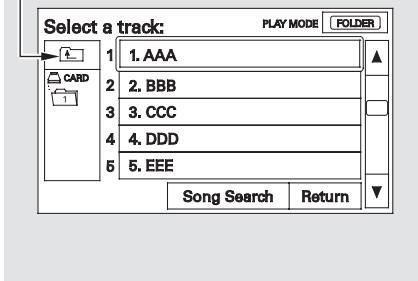 Select a track: PLAY MODE FOLDER
1 1. AAA
CARD
2 2. BBB
1
3 3. CCC
4 4. DDD
5 5. EEE
Song Search Return